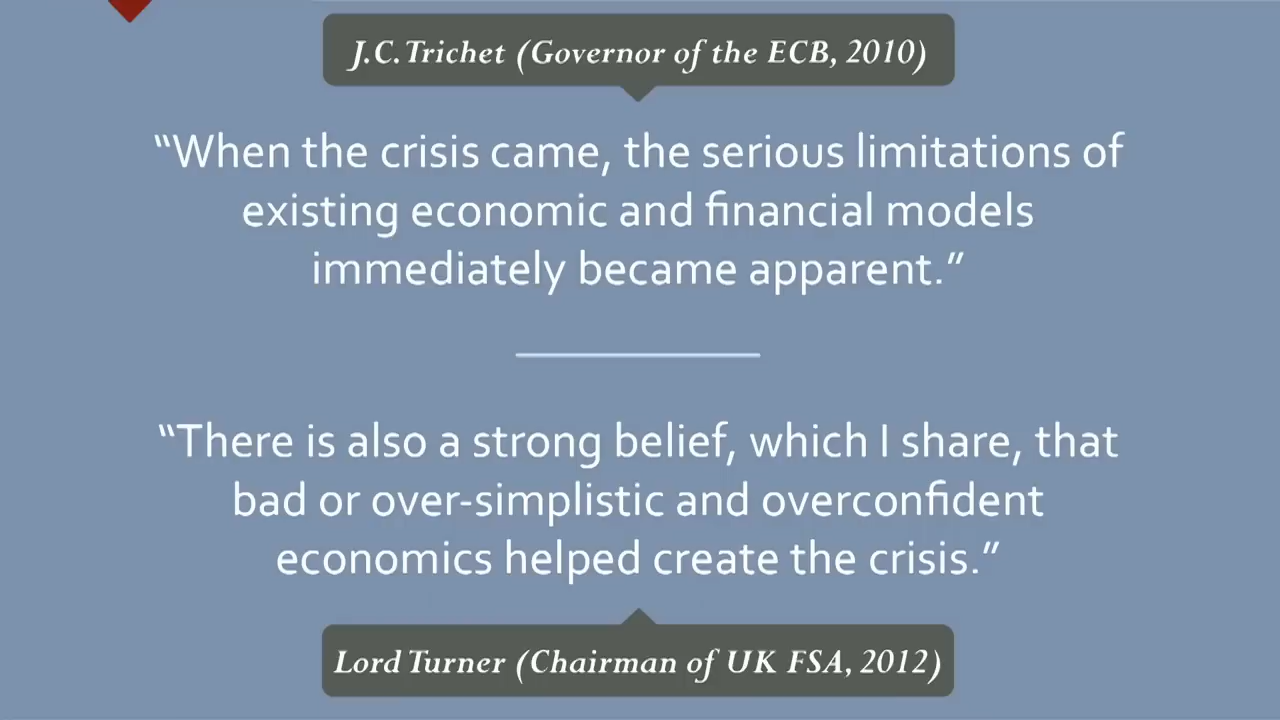 J.C. Trichet (Governor of the ECB, 2010)
“When the crisis came, the serious limitations of
existing economic and financial models
immediately became apparent.”
“There is also a strong belief, which I share, that
bad or over-simplistic and overconfident
economics helped create the crisis.”
Lord Turner (Chairman of UK FSA, 2012)